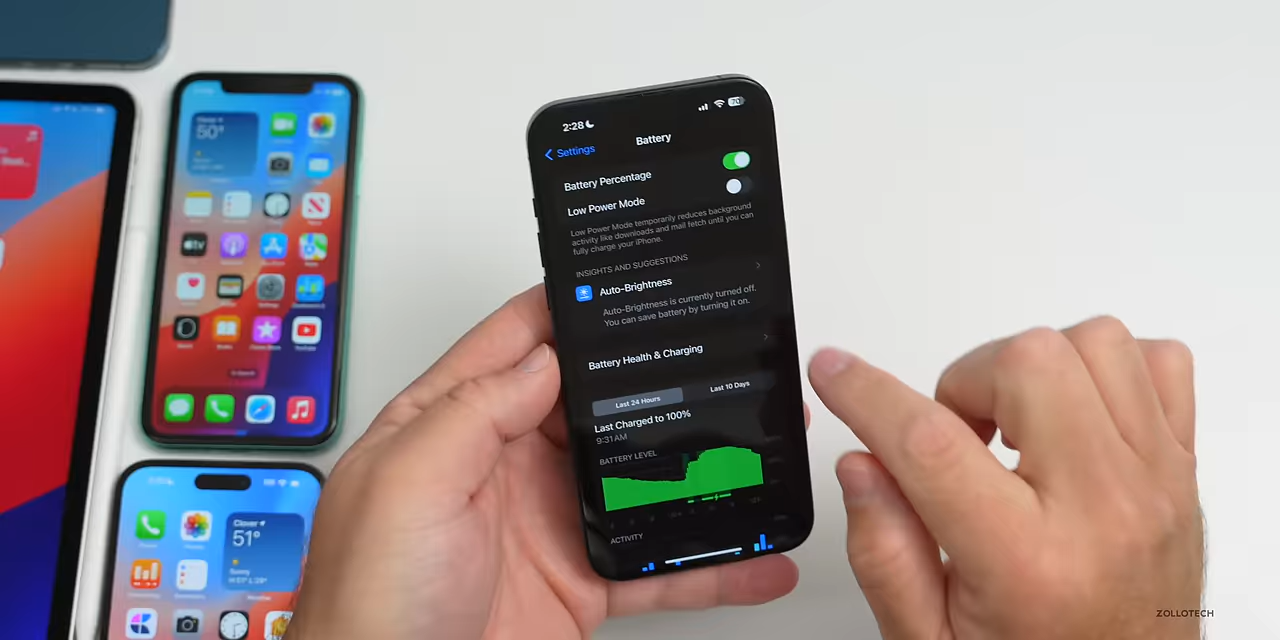 50°
2:28
70
Settings
Battery
Battery Percentage
Low Power Mode
Low Power Mode temporarily reduces background
activity like downloads and mail fetch until you can
fully charge your iPhone.
INSIGHTS AND SUGGESTIONS
Auto-Brightness
Auto-Brightness is currently turned off.
You can save battery by turning it on.
Battery Health & Charging
Last 24 Hours
Last 10 Days
Last Charged to 100%
9:31 AM
BATTERY LEVEL
ACTIVITY
Clover
51°
Sunny
ZOLLOTECH